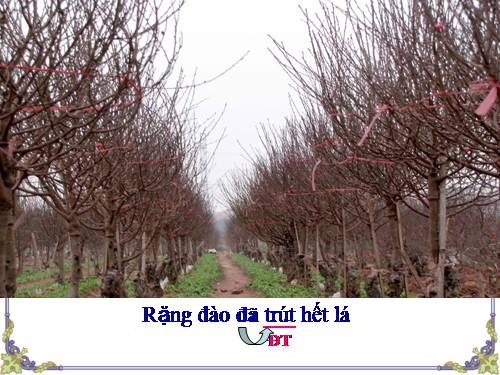 Rặng đào đã trút hết lá
ĐT